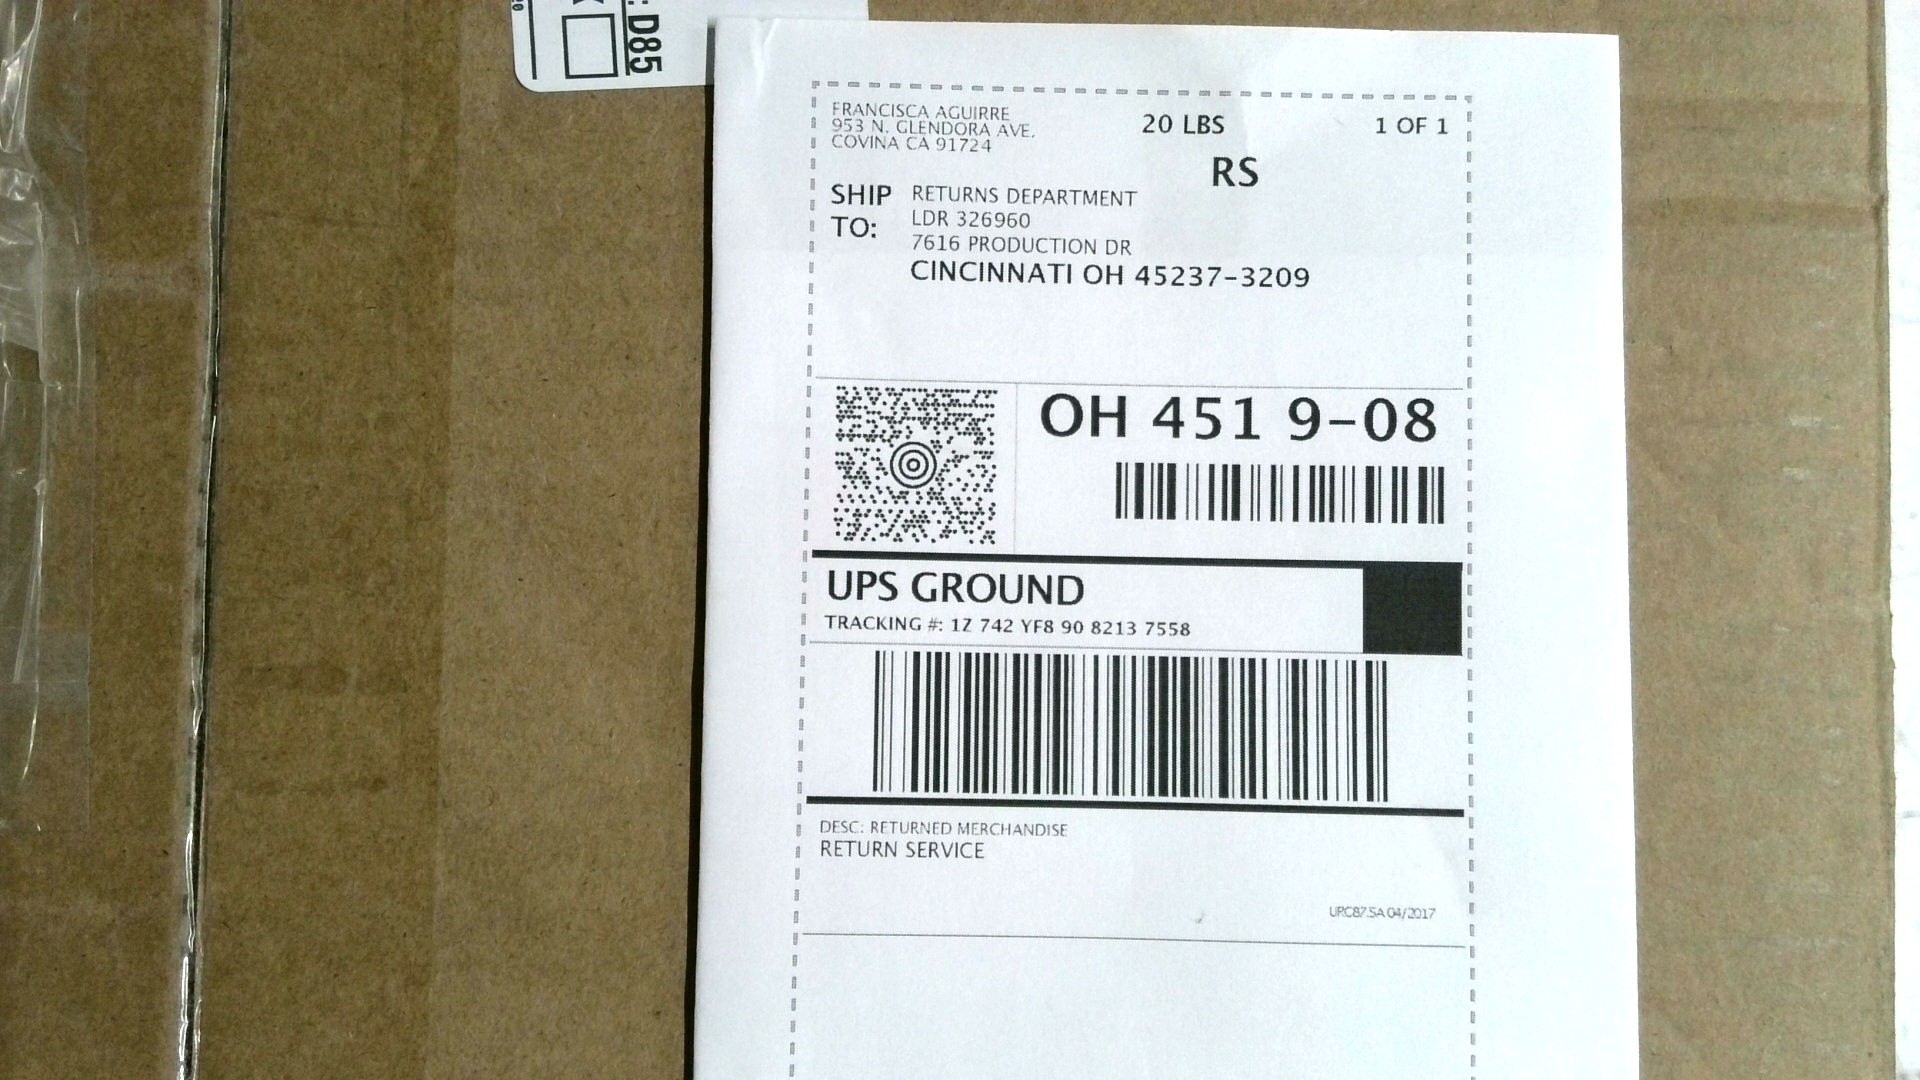 : D85
FRANCISCA AGUIRRE
953 N. GLENDORA AVE.
COVINA CA 91724
20 LBS
1 OF 1
RS
SHIP TO:
RETURNS DEPARTMENT
LDR 326960
7616 PRODUCTION DR
CINCINNATI OH 45237-3209
OH 451 9-08
UPS GROUND
TRACKING #: 1Z 742 YF8 90 8213 7558
DESC: RETURNED MERCHANDISE
RETURN SERVICE
04/2017